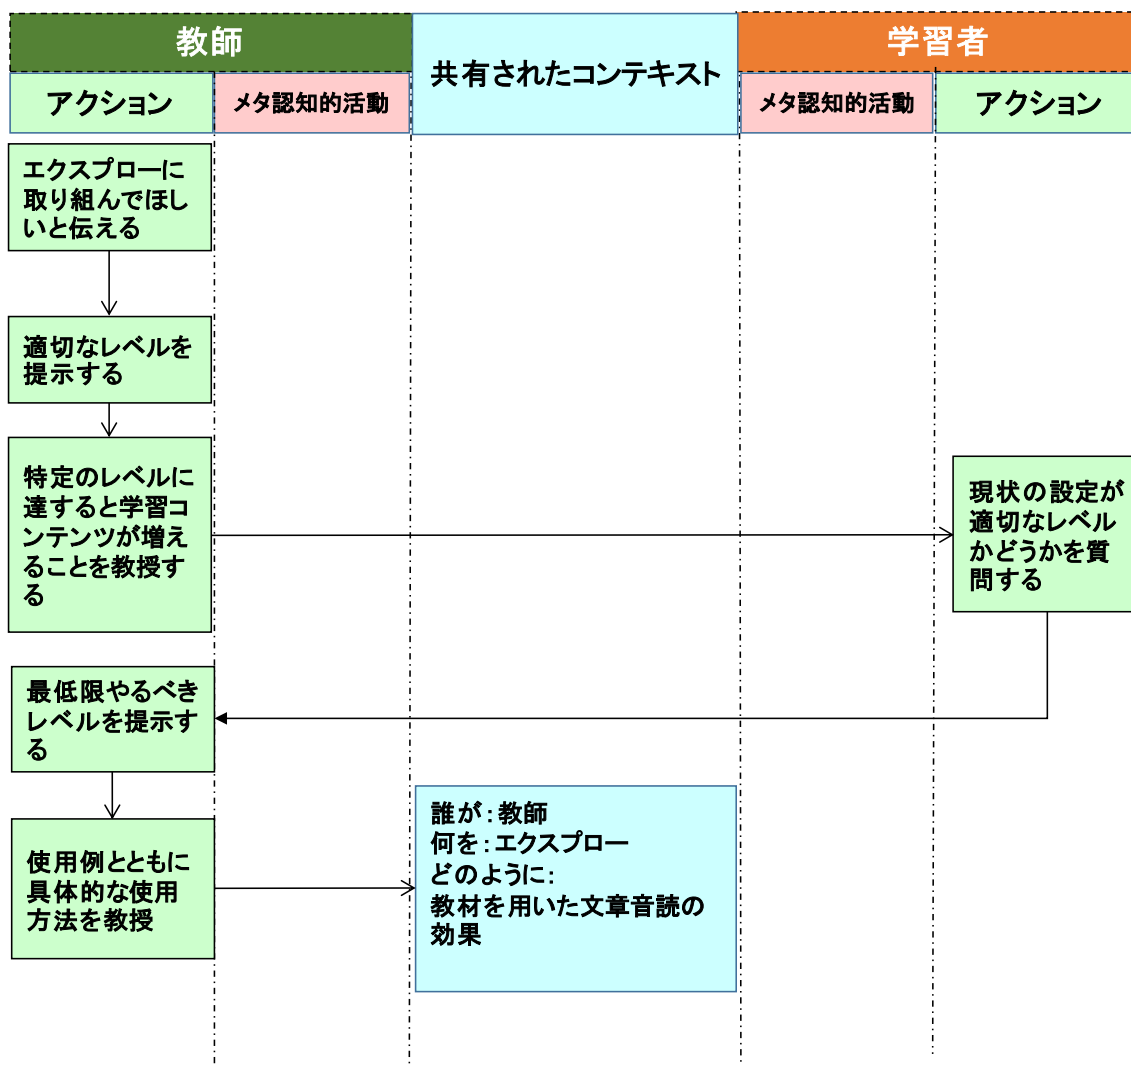 教師
共有されたコンテキスト
学習者
アクション
メタ認知的活動
メタ認知的活動
アクション
エクスプローに
取り組んでほし
いと伝える
適切なレベルを
提示する
特定のレベルに
達すると学習コ
ンテンツが増え
ることを教授す
る
現状の設定が
適切なレベル
かどうかを質
問する
最低限やるべき
レベルを提示す
る
使用例とともに
具体的な使用
方法を教授
誰が：教師
何を：エクスプロー
どのように：
教材を用いた文章音読の
効果